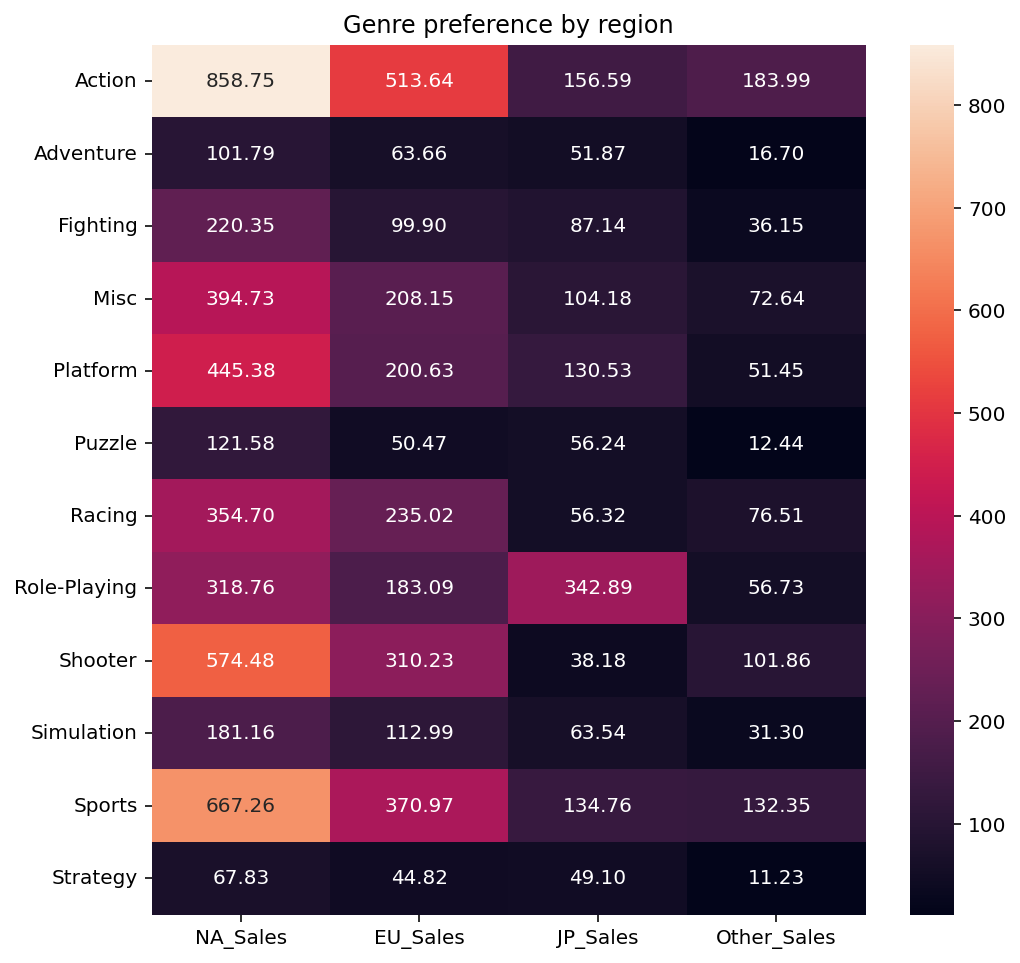 Genre preference by region
Action 858.75 513.64 156.59 183.99
800
Adventure 101.79 63.66 51.87 16.70
700
Fighting 220.35 99.90 87.14 36.15
Misc 394.73 208.15 104.18 72.64
600
Platform 445.38 200.63 130.53 51.45
500
Puzzle 121.58 50.47 56.24 12.44
Racing 354.70 235.02 56.32 76.51
400
Role-Playing 318.76 183.09 342.89 56.73
300
Shooter 574.48 310.23 38.18 101.86
200
Simulation 181.16 112.99 63.54 31.30
Sports 667.26 370.97 134.76 132.35
100
Strategy 67.83 44.82 49.10 11.23
NA_Sales EU_Sales JP_Sales Other_Sales